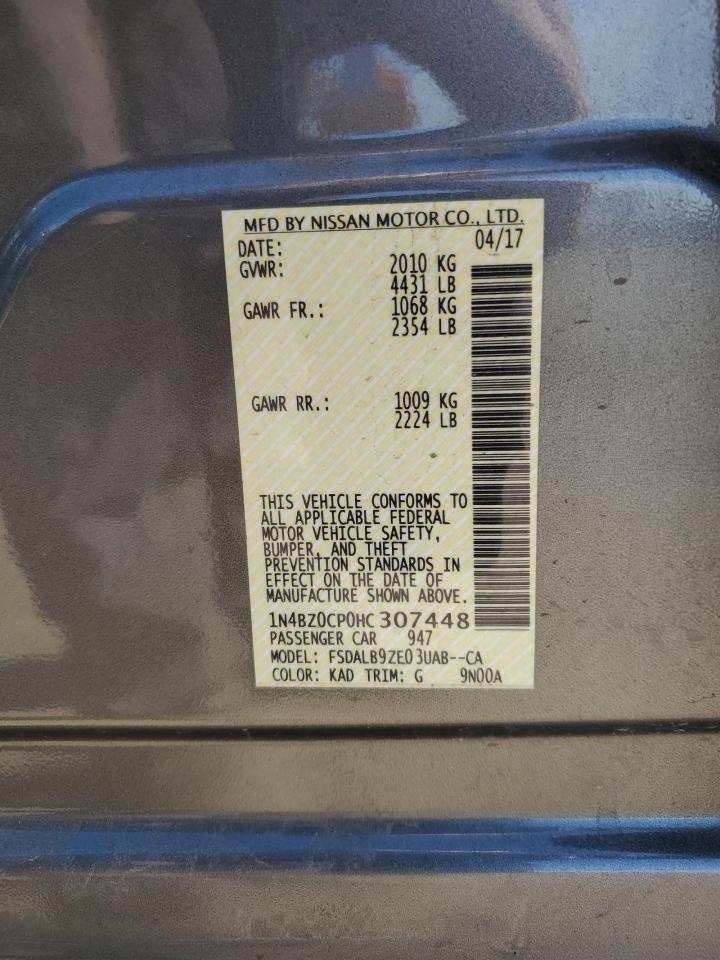 MFD BY NISSAN MOTOR CO., LTD.
DATE: 04/17
GVWR: 2010 KG
4431 LB
GAWR FR.: 1068 KG
2354 LB
GAWR RR.: 1009 KG
2224 LB
THIS VEHICLE CONFORMS TO
ALL APPLICABLE FEDERAL
MOTOR VEHICLE SAFETY,
BUMPER, AND THEFT
PREVENTION STANDARDS IN
EFFECT ON THE DATE OF
MANUFACTURE SHOWN ABOVE.
1N4BZ0CP0HC307448
PASSENGER CAR 947
MODEL: FSDALB9ZE03UAB--CA
COLOR: KAD TRIM: G 9N00A